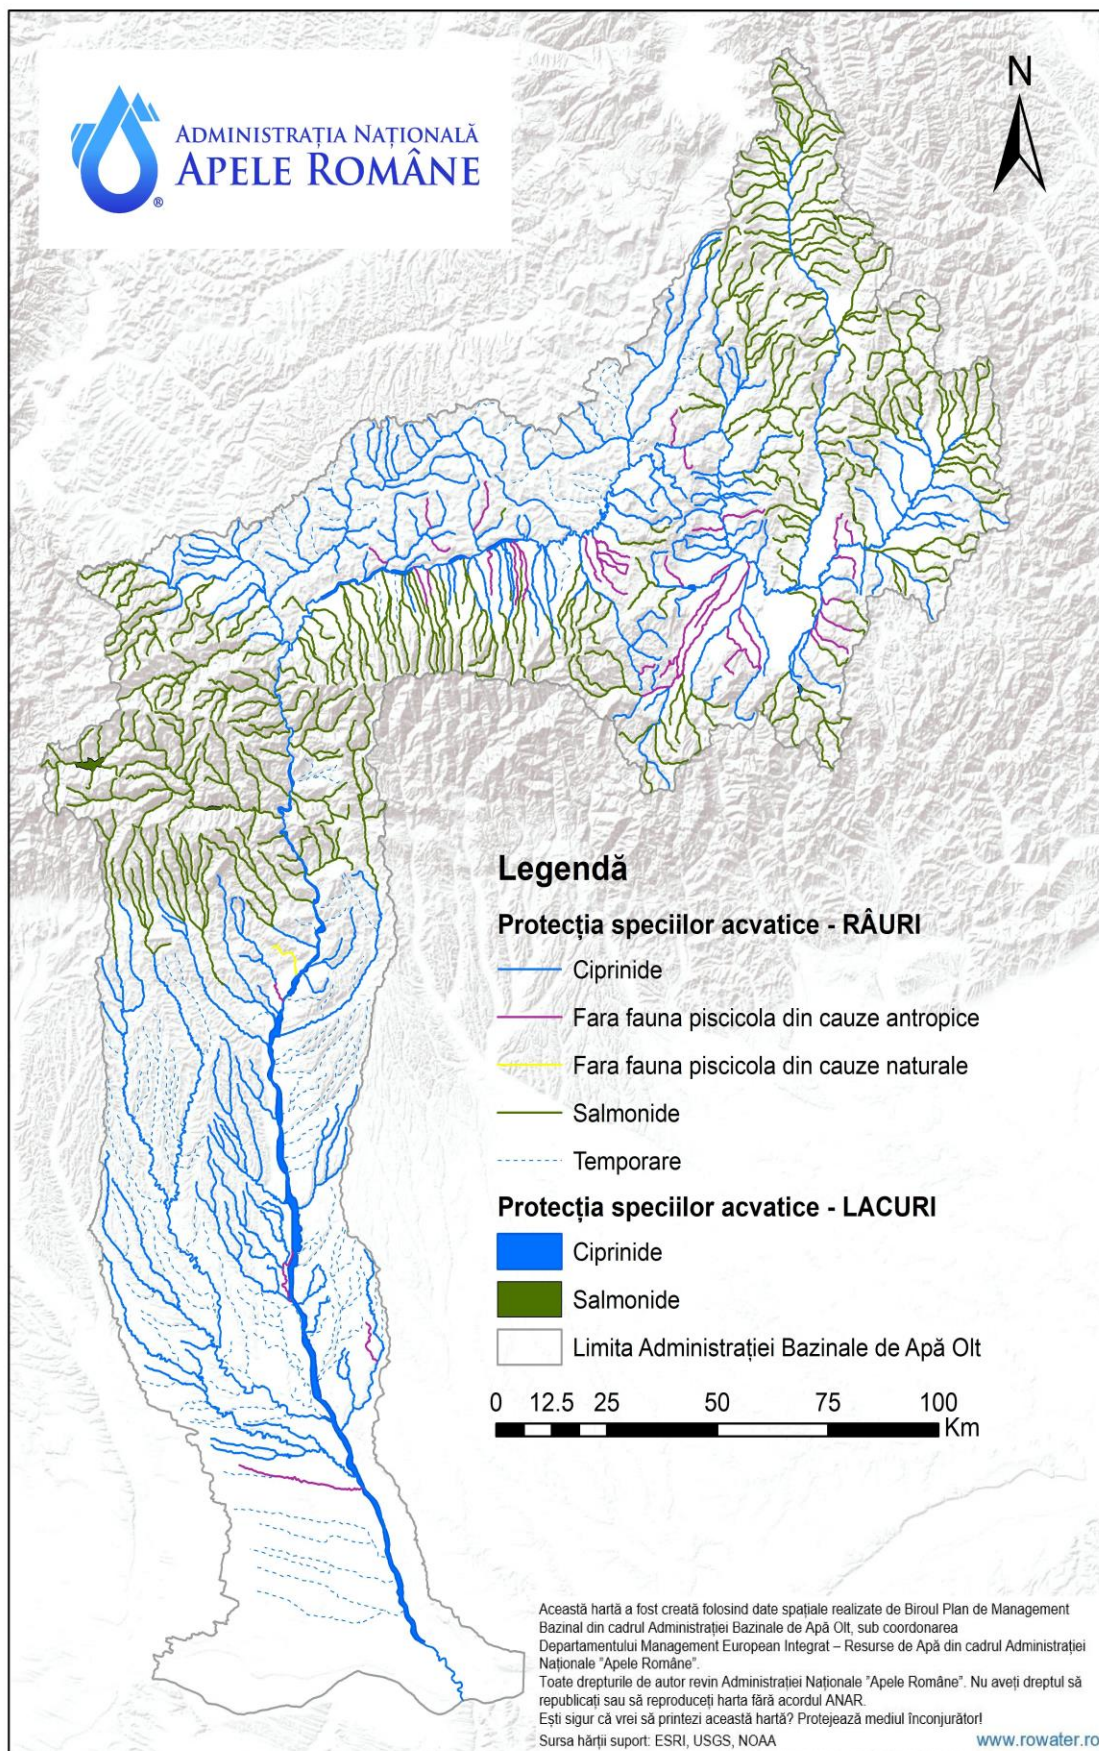 ADMINISTRAȚIA NAȚIONALĂ
APELE ROMÂNE
®
N
Legendă
Protecția speciilor acvatice - RÂURI
Ciprinide
Fara fauna piscicola din cauze antropice
Fara fauna piscicola din cauze naturale
Salmonide
Temporare
Protecția speciilor acvatice - LACURI
Ciprinide
Salmonide
Limita Administrației Bazinale de Apă Olt
0 12.5 25 50 75 100
Km
Această hartă a fost creată folosind date spațiale realizate de Biroul Plan de Management
Bazinal din cadrul Administrației Bazinale de Apă Olt, sub coordonarea
Departamentului Management European Integrat – Resurse de Apă din cadrul Administrației
Naționale "Apele Române".
Toate drepturile de autor revin Administrației Naționale "Apele Române". Nu aveți dreptul să
republicați sau să reproduceți harta fără acordul ANAR.
Ești sigur că vrei să printezi această hartă? Protejează mediul înconjurător!
Sursa hărții suport: ESRI, USGS, NOAA
www.rowater.ro